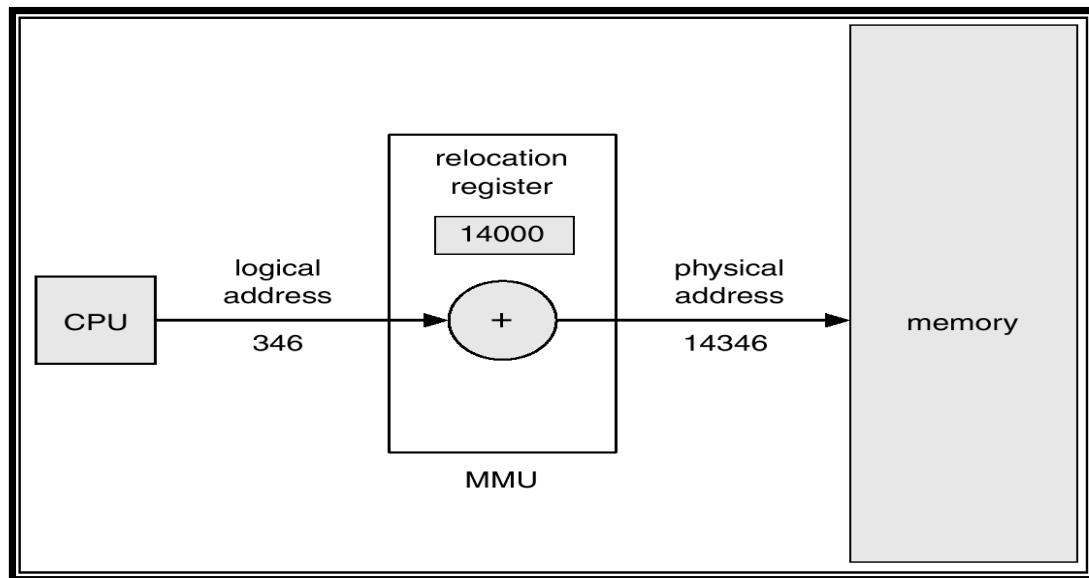 relocation
register
14000
logical
address
346
CPU
+
physical
address
14346
memory
MMU